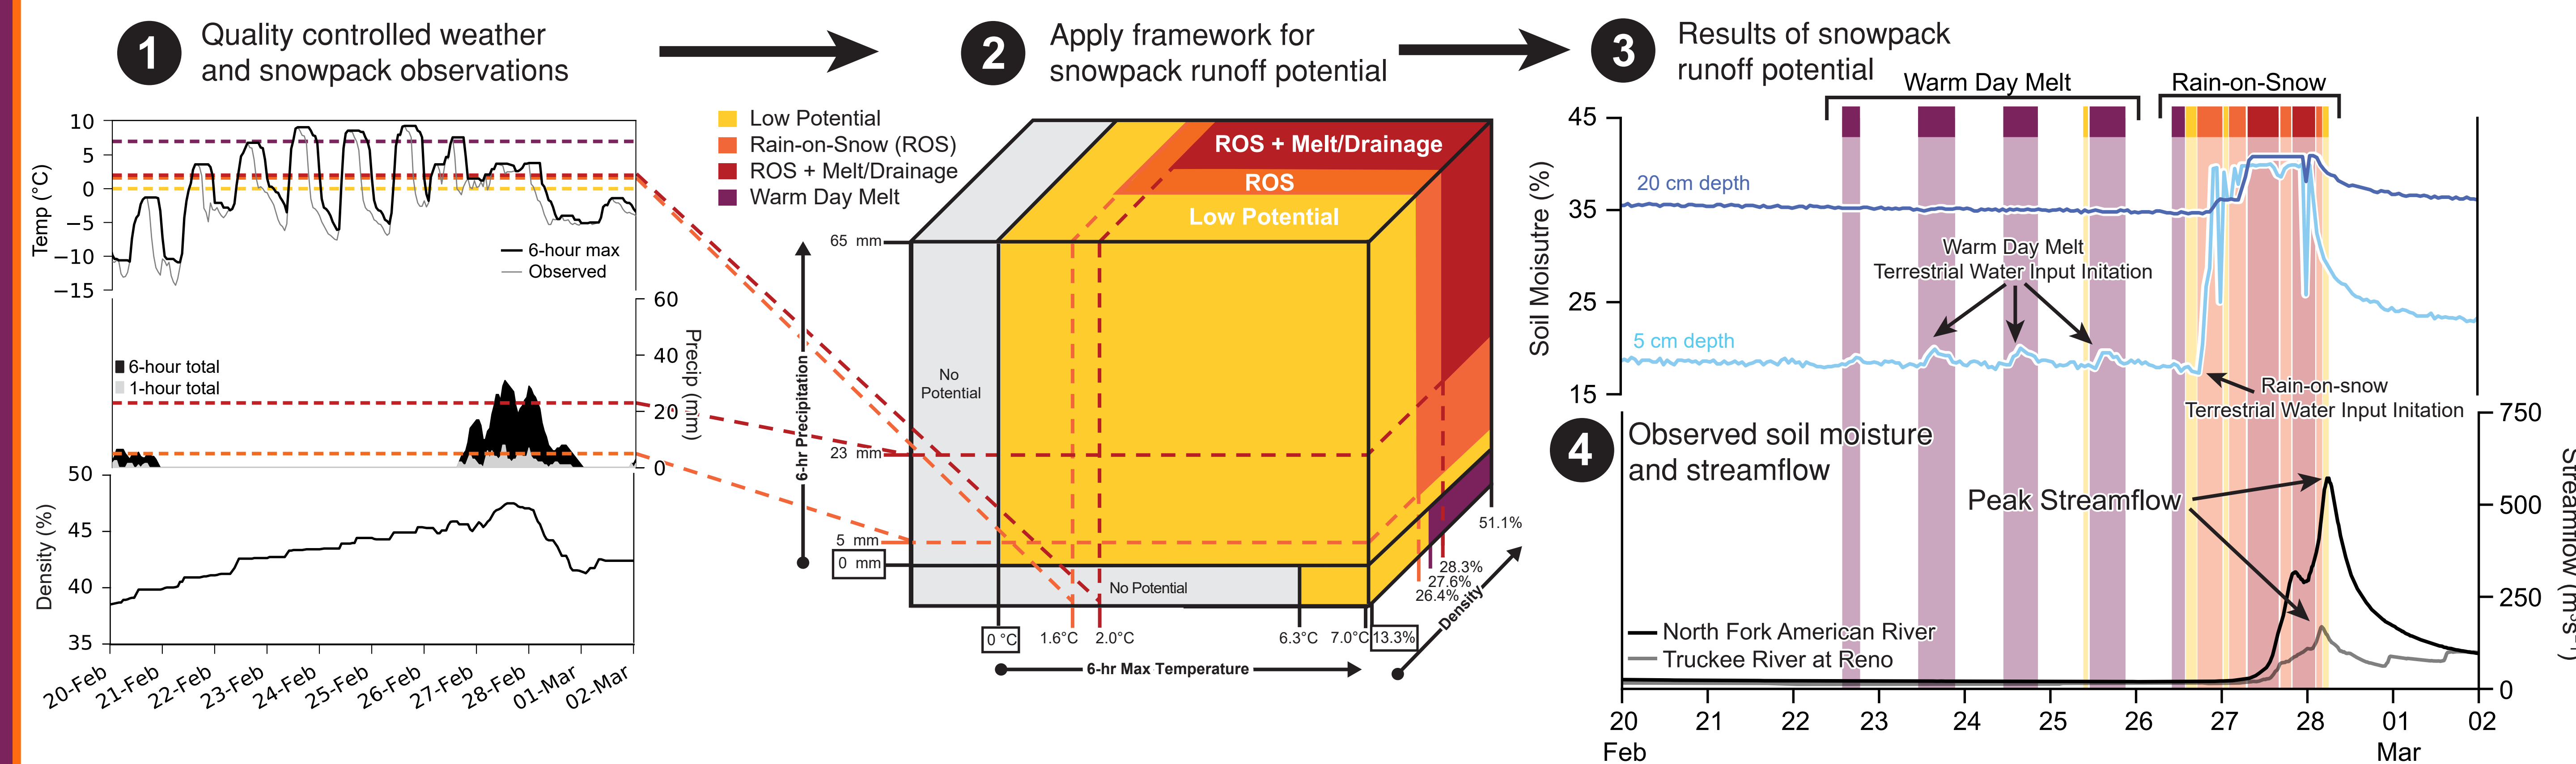 1
Quality controlled weather
and snowpack observations
2
Apply framework for
snowpack runoff potential
3
Results of snowpack
runoff potential
10
5
0
−5
−10
−15
Temp (°C)
6-hour max
Observed
60
40
20
0
Precip (mm)
6-hour total
1-hour total
50
45
40
35
Density (%)
20-Feb
21-Feb
22-Feb
23-Feb
24-Feb
25-Feb
26-Feb
27-Feb
28-Feb
01-Mar
02-Mar
Low Potential
Rain-on-Snow (ROS)
ROS + Melt/Drainage
Warm Day Melt
ROS + Melt/Drainage
ROS
Low Potential
No
Potential
No Potential
65 mm
23 mm
5 mm
0 mm
6-hr Precipitation
0 °C
1.6°C
2.0°C
6.3°C
7.0°C
13.3%
6-hr Max Temperature
51.1%
28.3%
27.6%
26.4%
Density
Warm Day Melt
Rain-on-Snow
45
35
25
15
Soil Moisutre (%)
20 cm depth
Warm Day Melt
Terrestrial Water Input Initation
5 cm depth
Rain-on-snow
Terrestrial Water Input Initation
4
Observed soil moisture
and streamflow
Peak Streamflow
North Fork American River
Truckee River at Reno
750
500
250
0
Streamflow (m³s⁻¹)
20
21
22
23
24
25
26
27
28
01
02
Feb
Mar